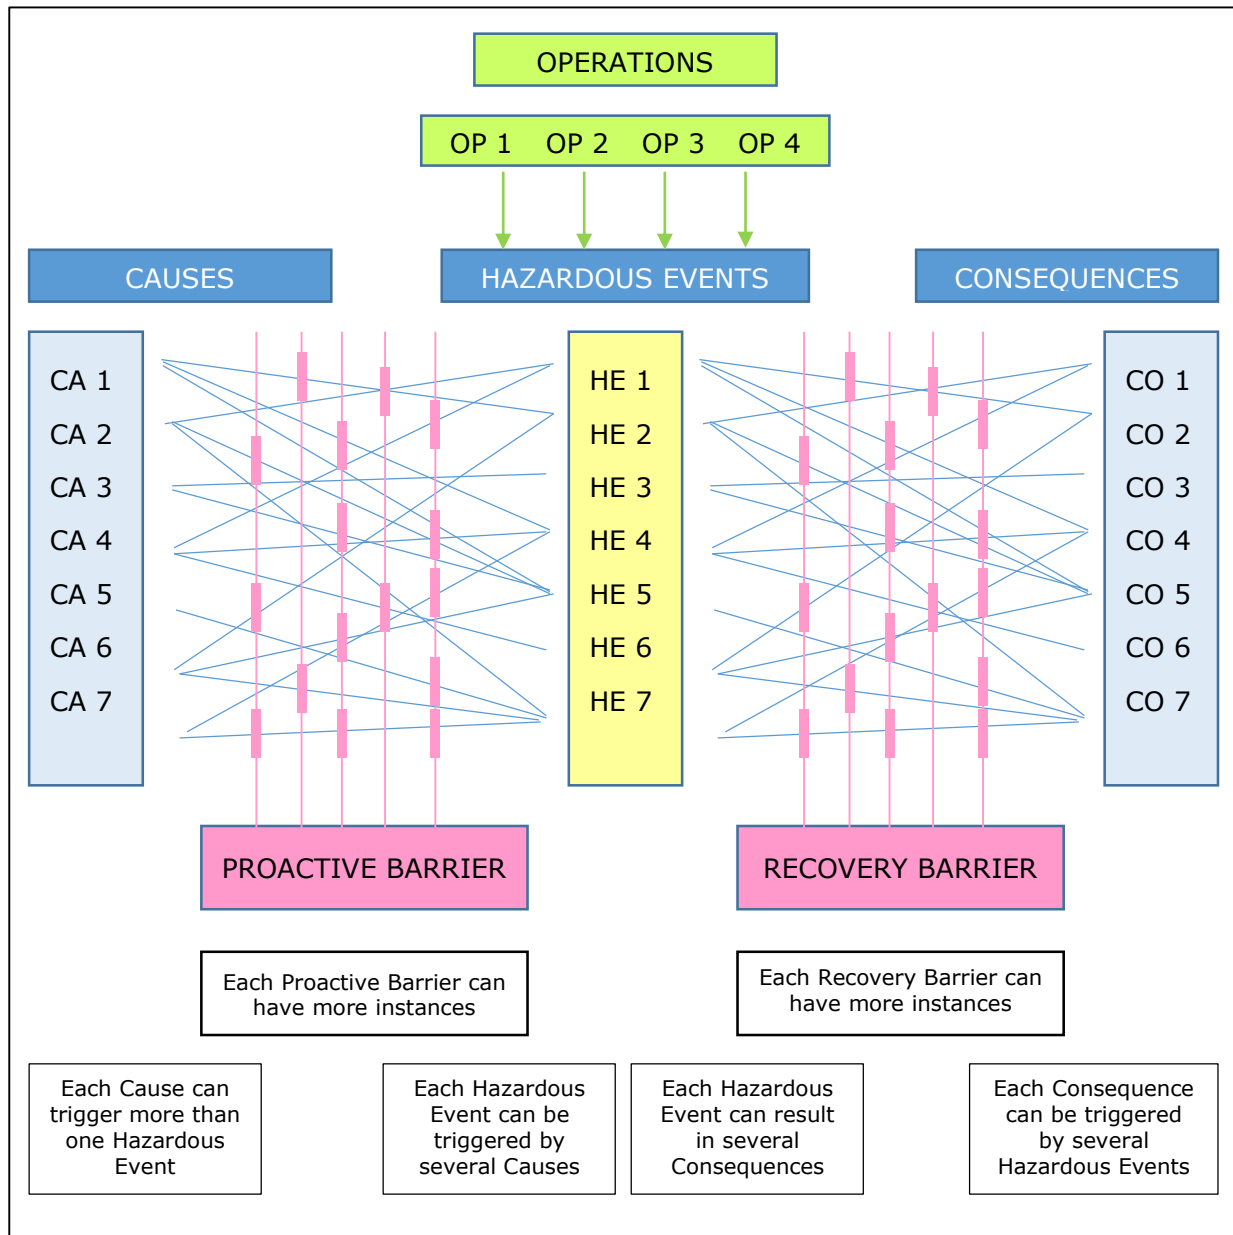 OPERATIONS
OP 1 OP 2 OP 3 OP 4
CAUSES
HAZARDOUS EVENTS
CONSEQUENCES
CA 1
CA 2
CA 3
CA 4
CA 5
CA 6
CA 7
HE 1
HE 2
HE 3
HE 4
HE 5
HE 6
HE 7
CO 1
CO 2
CO 3
CO 4
CO 5
CO 6
CO 7
PROACTIVE BARRIER
RECOVERY BARRIER
Each Proactive Barrier can
have more instances
Each Recovery Barrier can
have more instances
Each Cause can
trigger more than
one Hazardous
Event
Each Hazardous
Event can be
triggered by
several Causes
Each Hazardous
Event can result
in several
Consequences
Each Consequence
can be triggered
by several
Hazardous Events